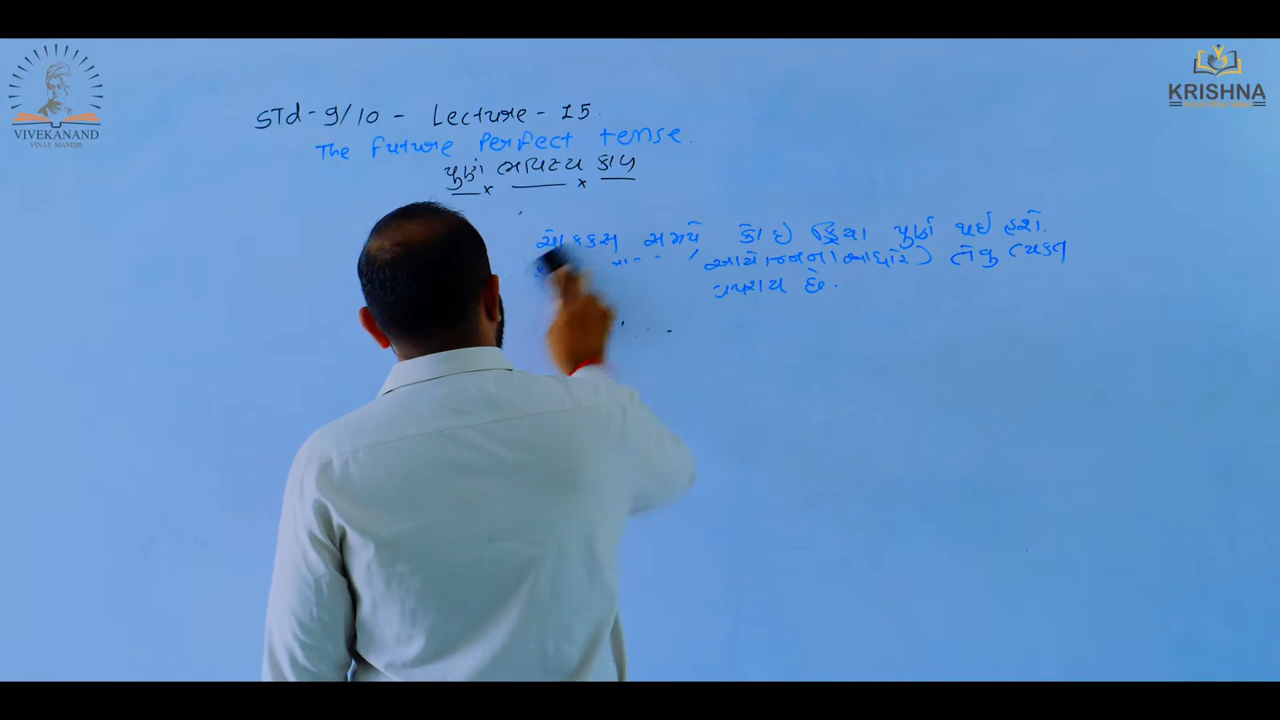 VIVEKANAND
VINAY MANDIR
KRISHNA
STd-9/10 - Lecture - 15.
The Future Perfect tense.
પુર્ણ ભવિષ્ય કાળ
સમયે કોઇ ક્રિયા પુર્ણ થઇ હશે.
આયોજનના આધારે) તેવુ વ્યક્ત
વપરાય છે.